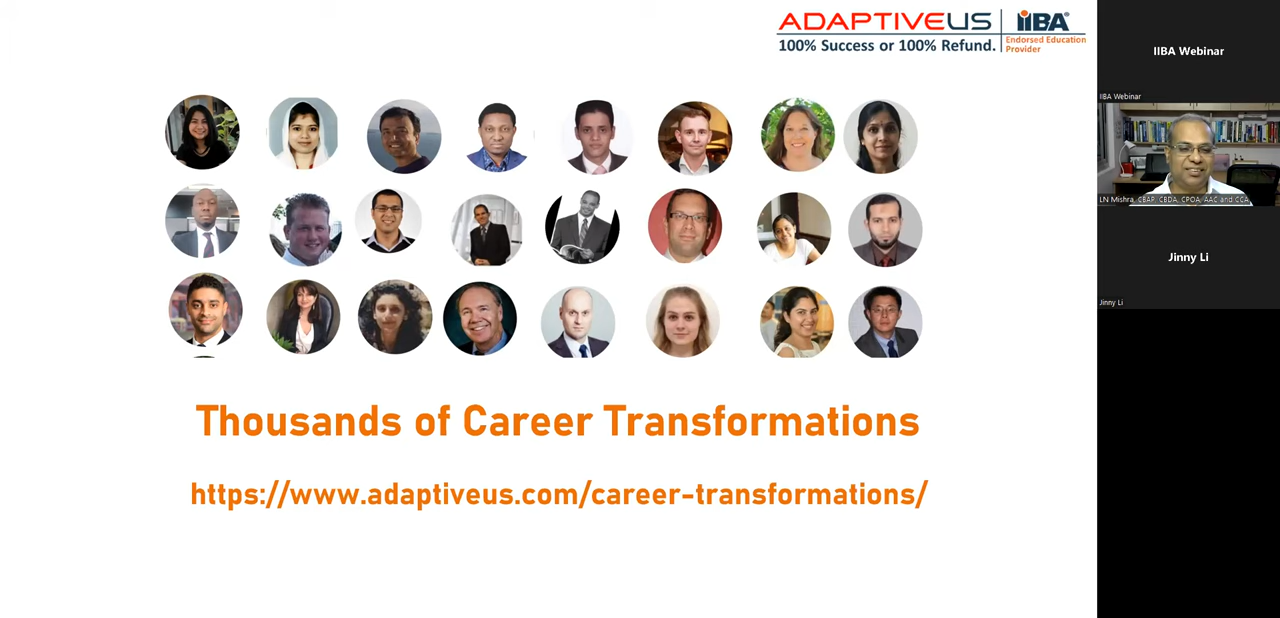 ADAPTIVEUS
IIBA®
100% Success or 100% Refund.
Endorsed Education
Provider
Thousands of Career Transformations
https://www.adaptiveus.com/career-transformations/
IIBA Webinar
IIBA Webinar
LN Mishra, CBAP, CBDA, CPOA, AAC and CCA
Jinny Li
Jinny Li